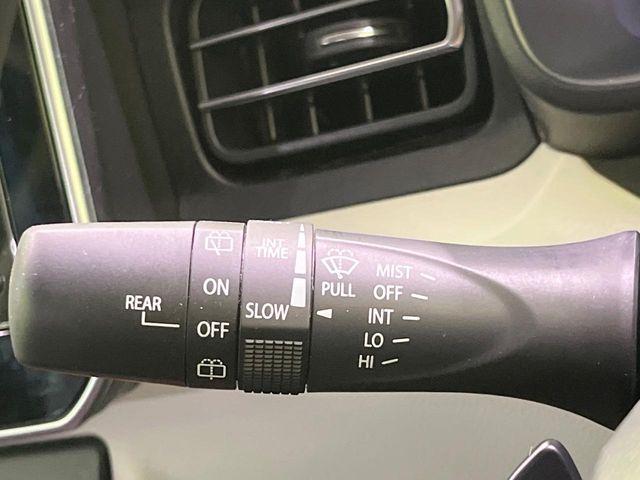 REAR
ON
OFF
INT
TIME
SLOW
PULL
MIST
OFF
INT
LO
HI